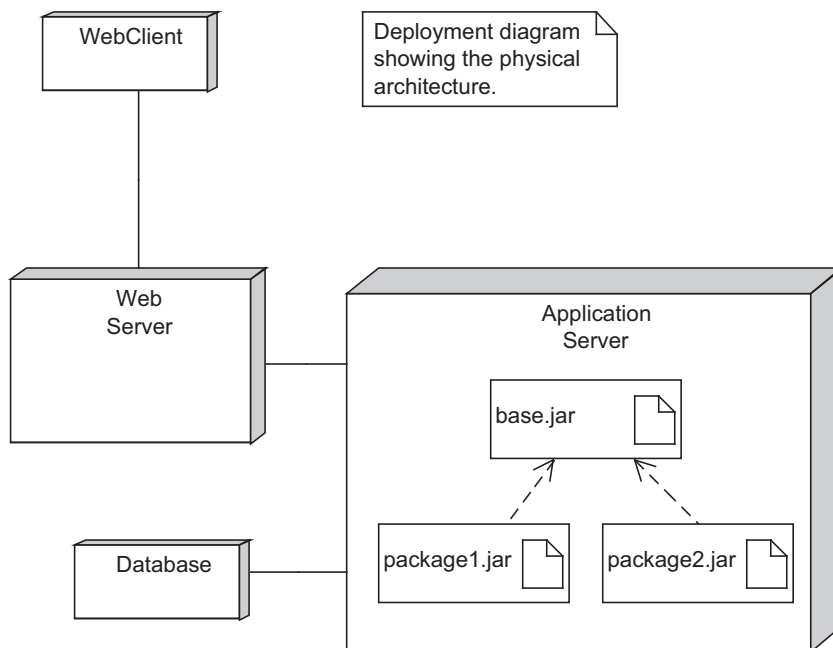 WebClient
Deployment diagram
showing the physical
architecture.
Web
Server
Application
Server
base.jar
package1.jar
package2.jar
Database